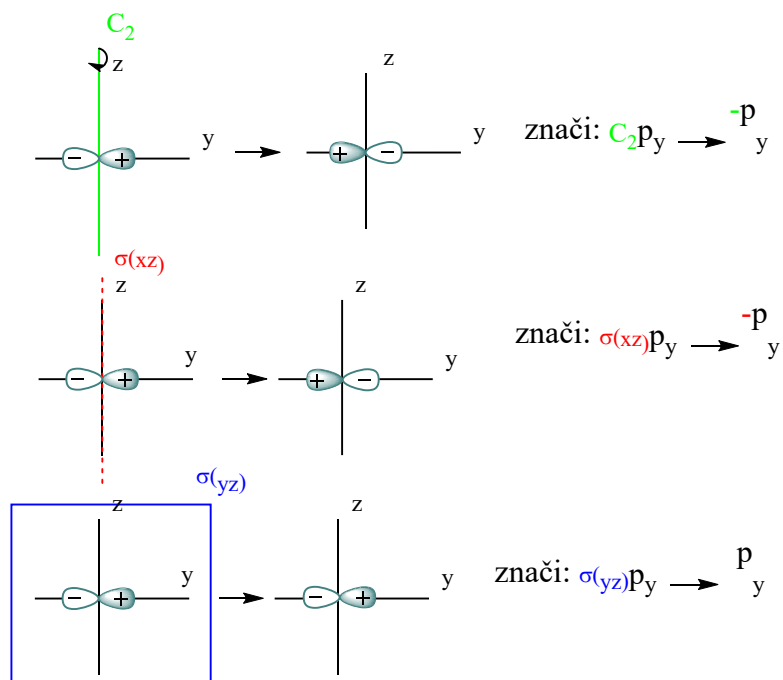 C2
z
z
y
y
- +
+ -
znači: C2py → -py
σ(xz)
z
z
y
y
- +
+ -
znači: σ(xz)py → -py
σ(yz)
z
z
y
y
- +
- +
znači: σ(yz)py → py